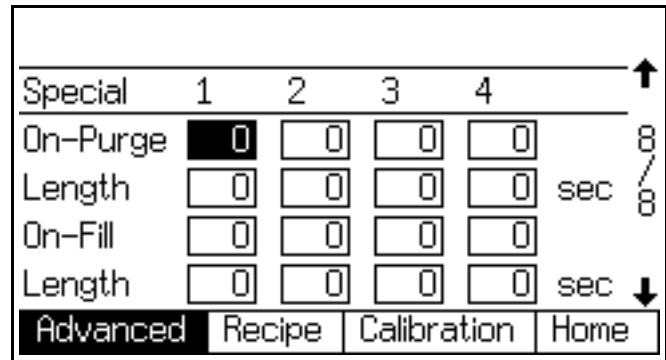 Special 1 2 3 4
On-Purge 0 0 0 0
Length 0 0 0 0 sec
On-Fill 0 0 0 0
Length 0 0 0 0 sec
8/8
Advanced Recipe Calibration Home